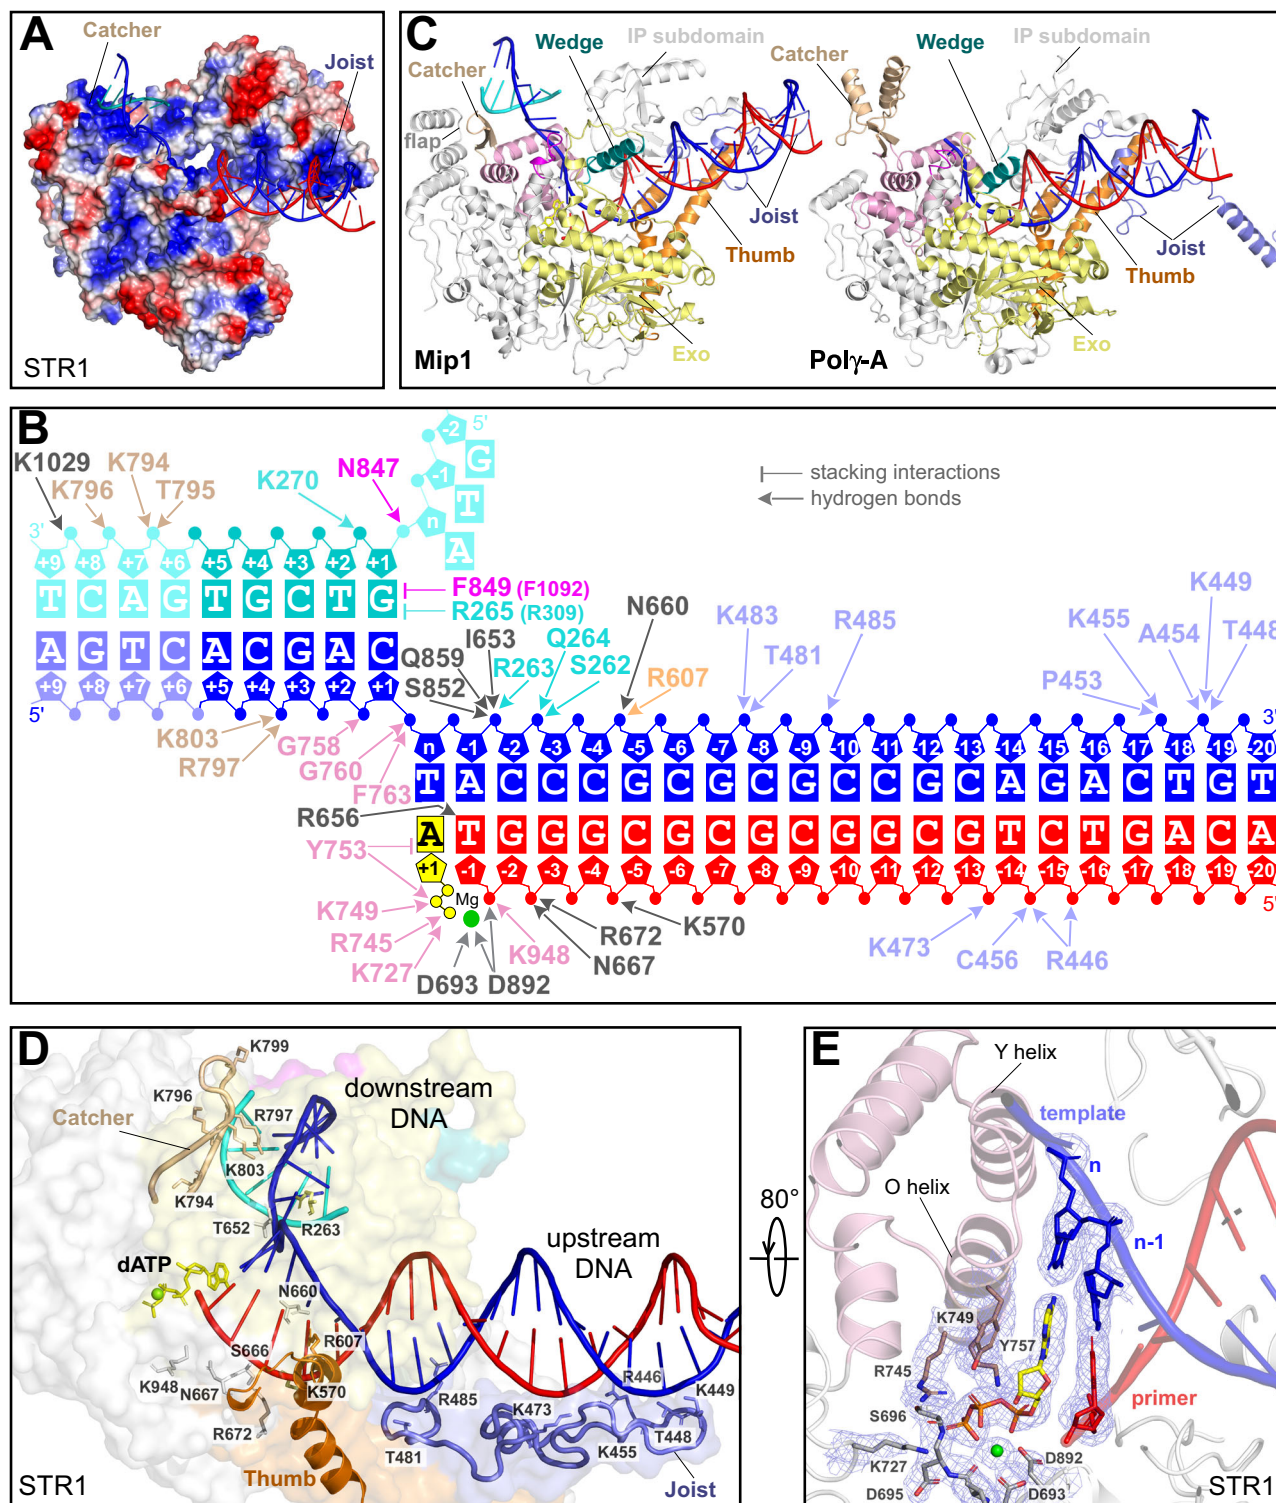 A
Catcher
Joist
STR1
C
Wedge
IP subdomain
Catcher
flap
Joist
Thumb
Exo
Mip1
Catcher
Wedge
IP subdomain
Joist
Thumb
Exo
Polγ-A
B
K1029
K794
K796
T795
K270
N847
5'
-2
G
-1
T
n
A
stacking interactions
hydrogen bonds
3'
+9 +8 +7 +6 +5 +4 +3 +2 +1
T C A G T G C T G
F849 (F1092)
R265 (R309)
A G T C A C G A C
+9 +8 +7 +6 +5 +4 +3 +2 +1
5'
I653
Q859
S852
R263
Q264
S262
N660
R607
K483
T481
R485
K449
K455
A454
T448
P453
K803
R797
G758
G760
F763
3'
n -1 -2 -3 -4 -5 -6 -7 -8 -9 -10 -11 -12 -13 -14 -15 -16 -18 -19 -20
T A C C C G C G C C G C A G A C T G T
R656
A T G G G C G C G G C G T C T G A C A
Y753
+1 -1 -2 -3 -4 -5 -6 -7 -8 -9 -10 -11 -12 -13 -14 -15 -17 -18 -19 -20
5'
Mg
K749
R745
K727
D693
D892
K948
R672
N667
K570
K473
C456
R446
D
K799
K796
R797
Catcher
K803
K794
T652
R263
downstream
DNA
dATP
upstream
DNA
N660
R607
S666
K948
N667
K570
R672
R485
T481
K473
R446
K449
K455
T448
Thumb
Joist
STR1
80°
E
Y helix
template
n
O helix
n-1
K749
Y757
R745
S696
primer
K727
D892
D695
D693
STR1